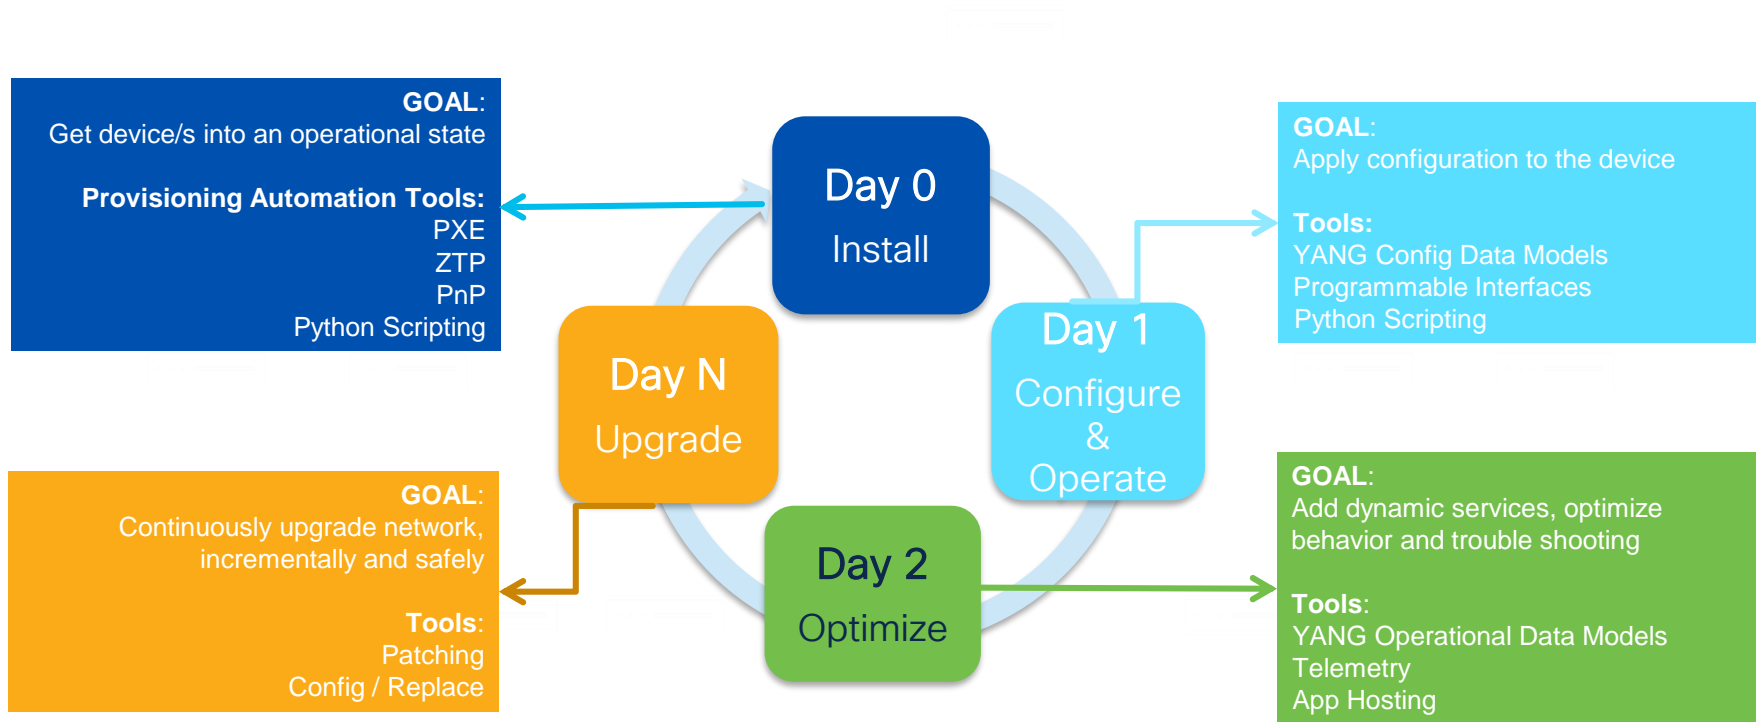 GOAL:
Get device/s into an operational state
Provisioning Automation Tools:
PXE
ZTP
PnP
Python Scripting
Day 0
Install
GOAL:
Apply configuration to the device
Tools:
YANG Config Data Models
Programmable Interfaces
Python Scripting
Day 1
Configure
&
Operate
Day N
Upgrade
GOAL:
Continuously upgrade network,
incrementally and safely
Tools:
Patching
Config / Replace
Day 2
Optimize
GOAL:
Add dynamic services, optimize
behavior and trouble shooting
Tools:
YANG Operational Data Models
Telemetry
App Hosting